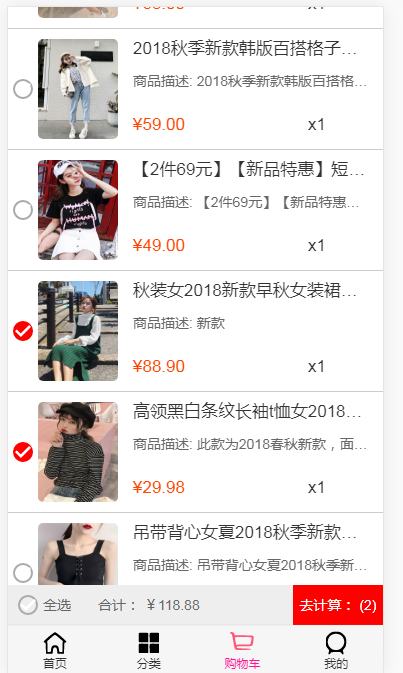 x1
2018秋季新款韩版百搭格子…
商品描述: 2018秋季新款韩版百搭格…
¥59.00 x1
【2件69元】【新品特惠】短…
商品描述: 【2件69元】【新品特惠…
¥49.00 x1
秋装女2018新款早秋女装裙…
商品描述: 新款
¥88.90 x1
高领黑白条纹长袖t恤女2018…
商品描述: 此款为2018春秋新款，面…
¥29.98 x1
吊带背心女夏2018秋季新款…
商品描述: 吊带背心女夏2018秋季新…
全选 合计：￥118.88 去计算：(2)
首页 分类 购物车 我的